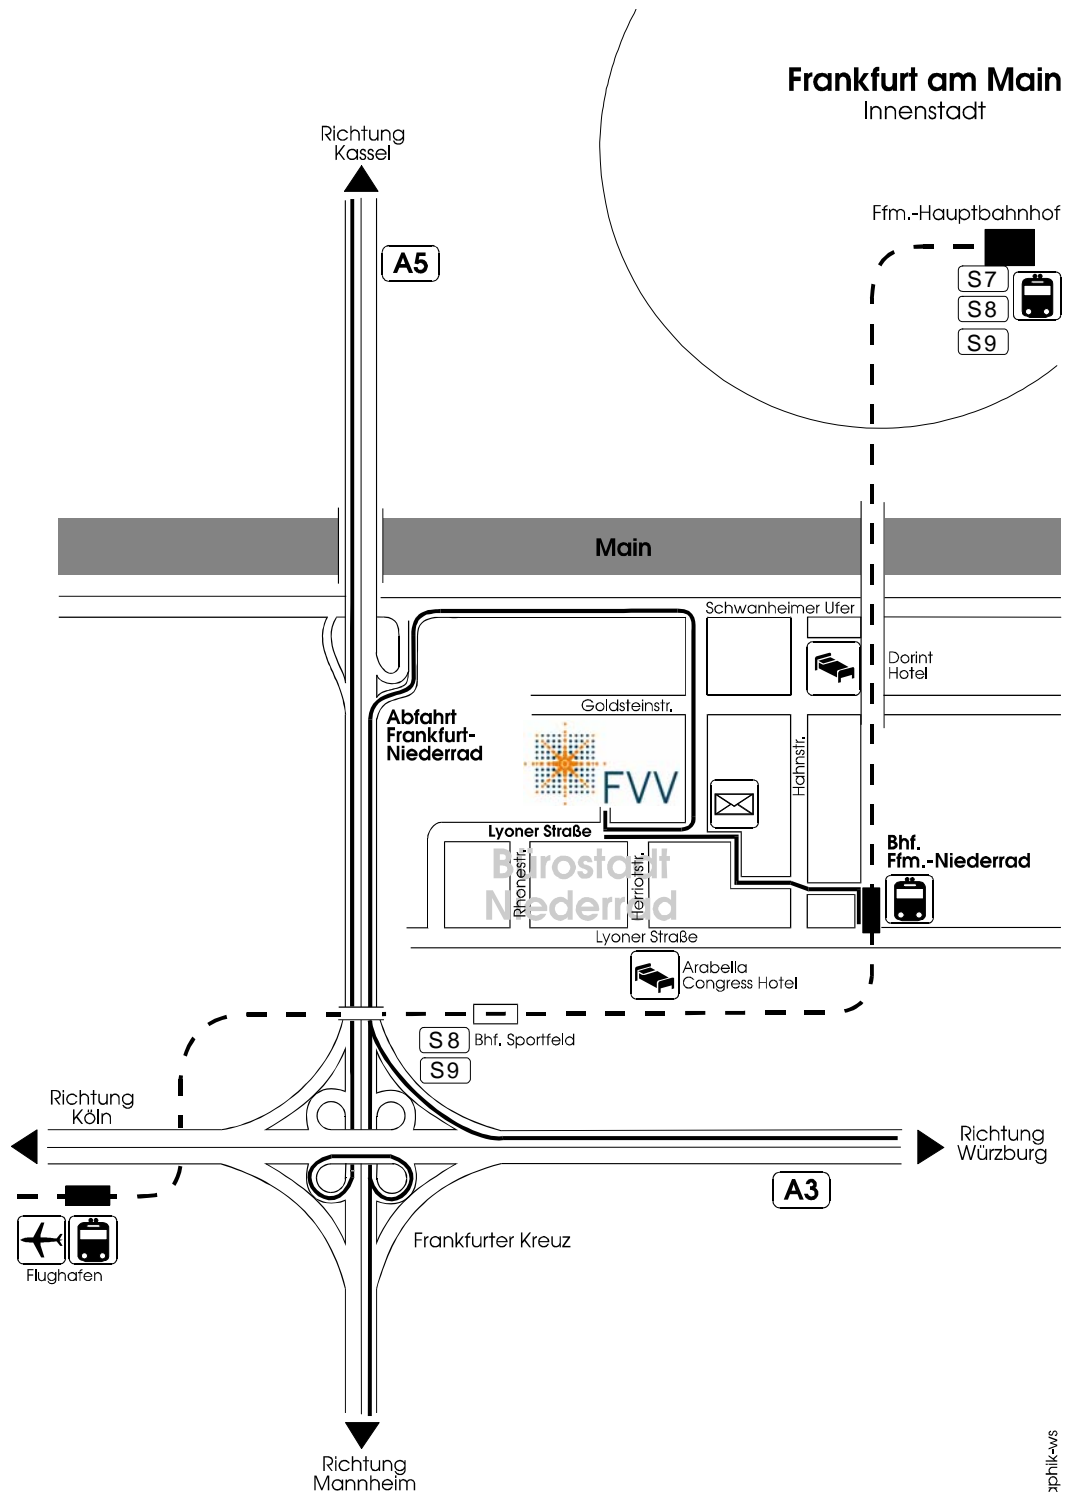 Frankfurt am Main
Innenstadt
Richtung
Kassel
Ffm.-Hauptbahnhof
A5
S7
S8
S9
Main
Schwanheimer Ufer
Dorint
Hotel
Goldsteinstr.
Abfahrt
Frankfurt-
Niederrad
Hahnstr.
FVV
Lyoner Straße
Bürostadt
Niederrad
Rhonestr.
Herriotstr.
Bhf.
Ffm.-Niederrad
Lyoner Straße
Arabella
Congress Hotel
S8
Bhf. Sportfeld
S9
Richtung
Köln
Richtung
Würzburg
A3
Frankfurter Kreuz
Flughafen
Richtung
Mannheim
aphik-ws